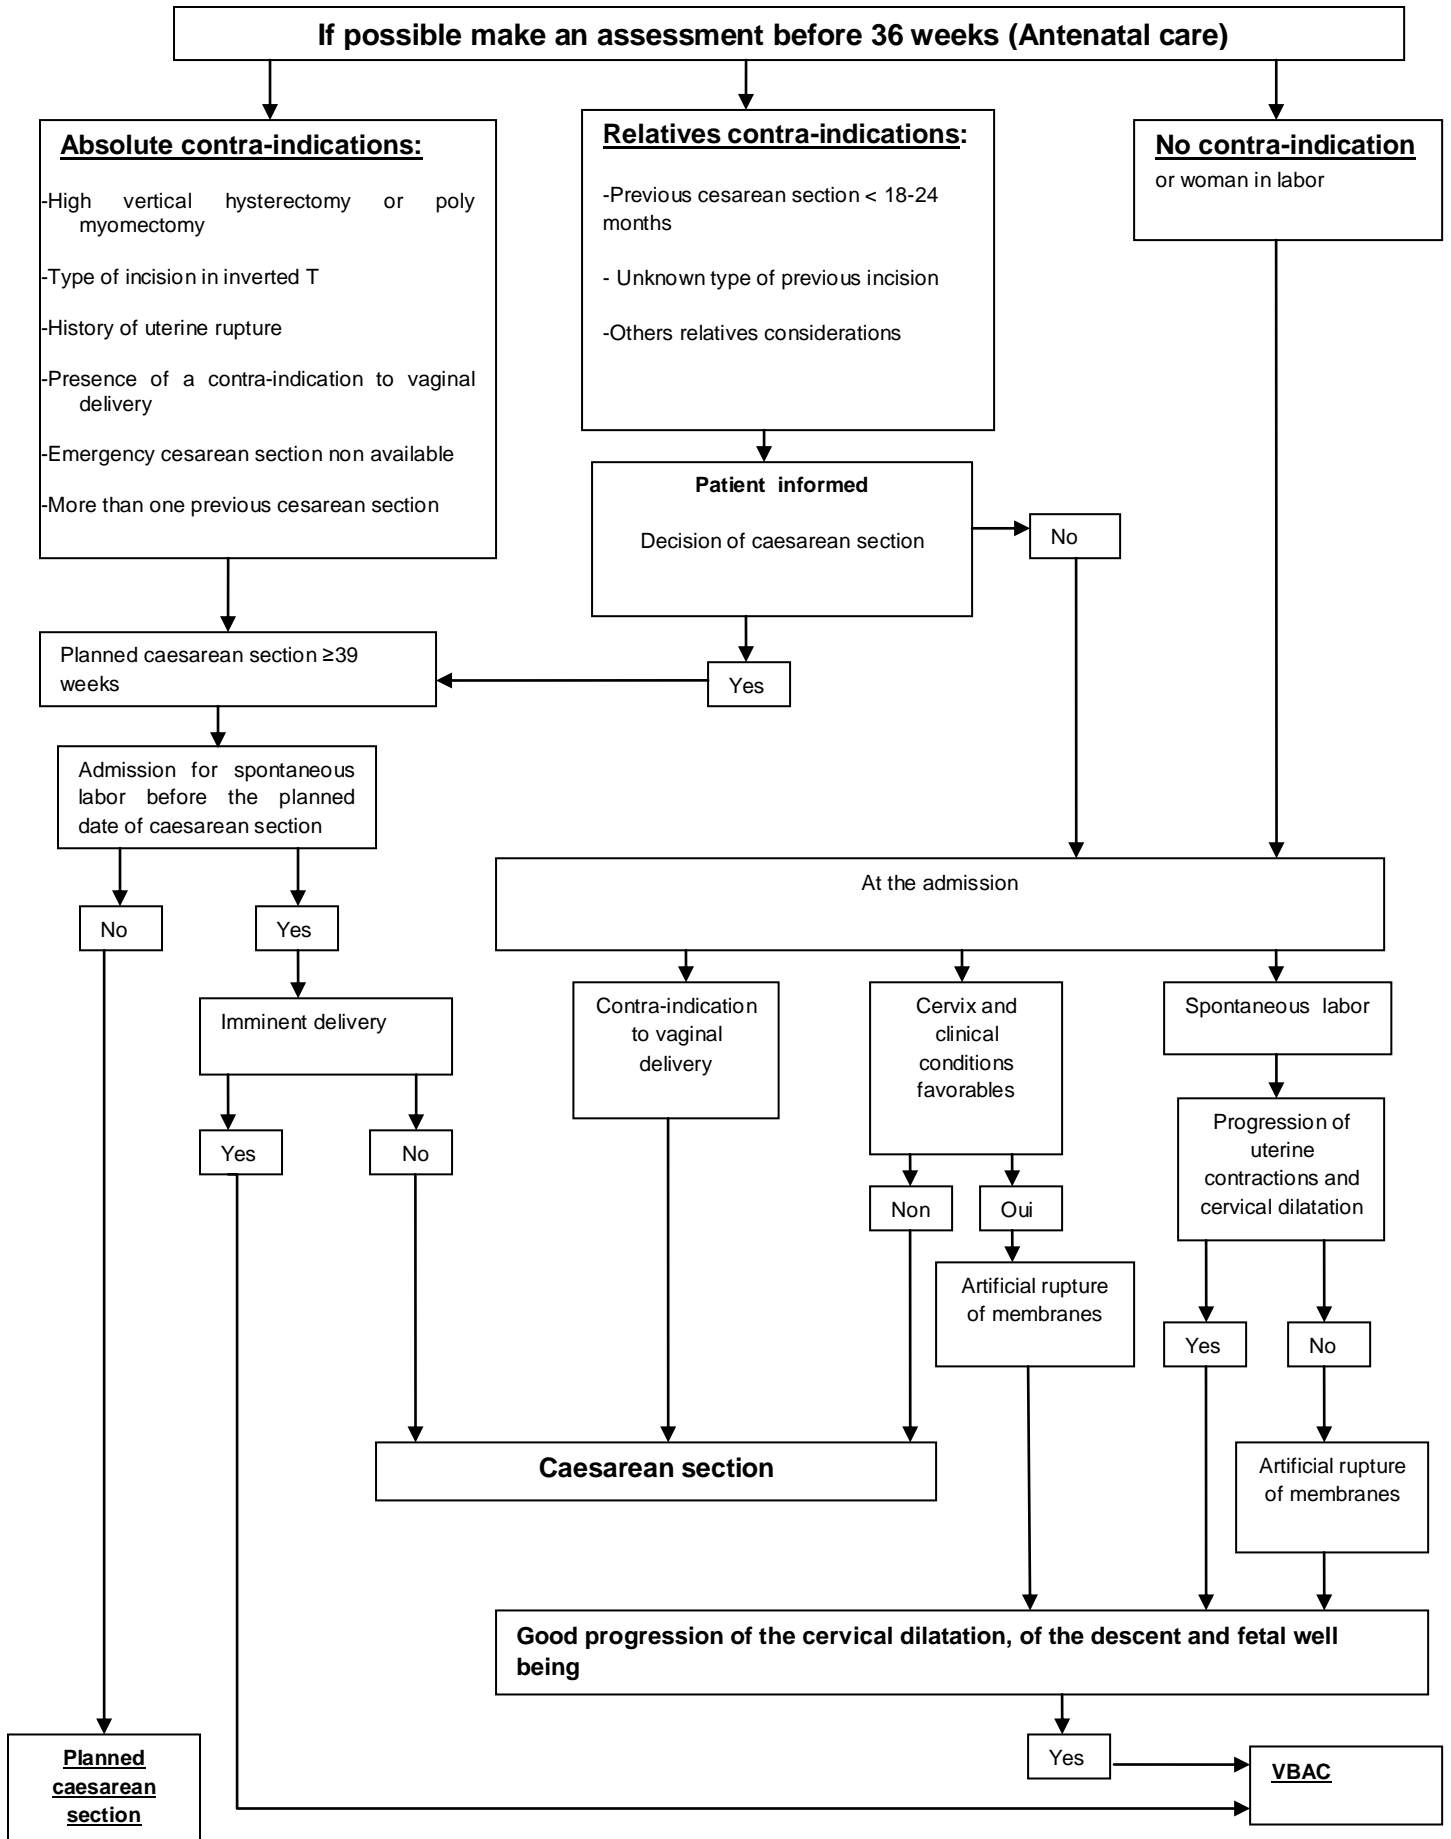 If possible make an assessment before 36 weeks (Antenatal care)
Absolute contra-indications:
-High vertical hysterectomy or poly
myomectomy
-Type of incision in inverted T
-History of uterine rupture
-Presence of a contra-indication to vaginal
delivery
-Emergency cesarean section non available
-More than one previous cesarean section
Relatives contra-indications:
-Previous cesarean section < 18-24
months
- Unknown type of previous incision
-Others relatives considerations
No contra-indication
or woman in labor
Patient informed
Decision of caesarean section
No
Yes
Planned caesarean section ≥39
weeks
Admission for spontaneous
labor before the planned
date of caesarean section
No
Yes
Imminent delivery
Yes
No
At the admission
Contra-indication
to vaginal
delivery
Cervix and
clinical
conditions
favorables
Non
Oui
Artificial rupture
of membranes
Spontaneous labor
Progression of
uterine
contractions and
cervical dilatation
Yes
No
Artificial rupture
of membranes
Caesarean section
Good progression of the cervical dilatation, of the descent and fetal well
being
Yes
VBAC
Planned
caesarean
section